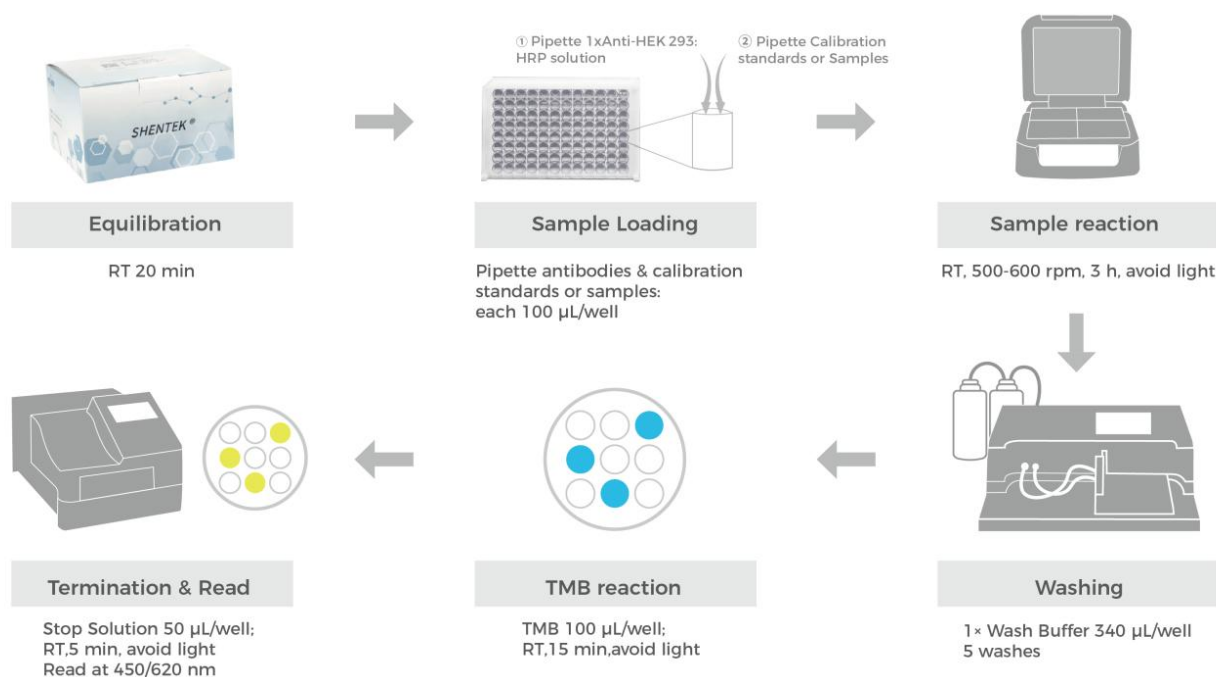 ① Pipette 1xAnti-HEK 293:
HRP solution
② Pipette Calibration
standards or Samples
SHENTEK ®
Equilibration
RT 20 min
Sample Loading
Pipette antibodies & calibration
standards or samples:
each 100 µL/well
Sample reaction
RT, 500-600 rpm, 3 h, avoid light
Termination & Read
Stop Solution 50 µL/well;
RT,5 min, avoid light
Read at 450/620 nm
TMB reaction
TMB 100 µL/well;
RT,15 min,avoid light
Washing
1× Wash Buffer 340 µL/well
5 washes